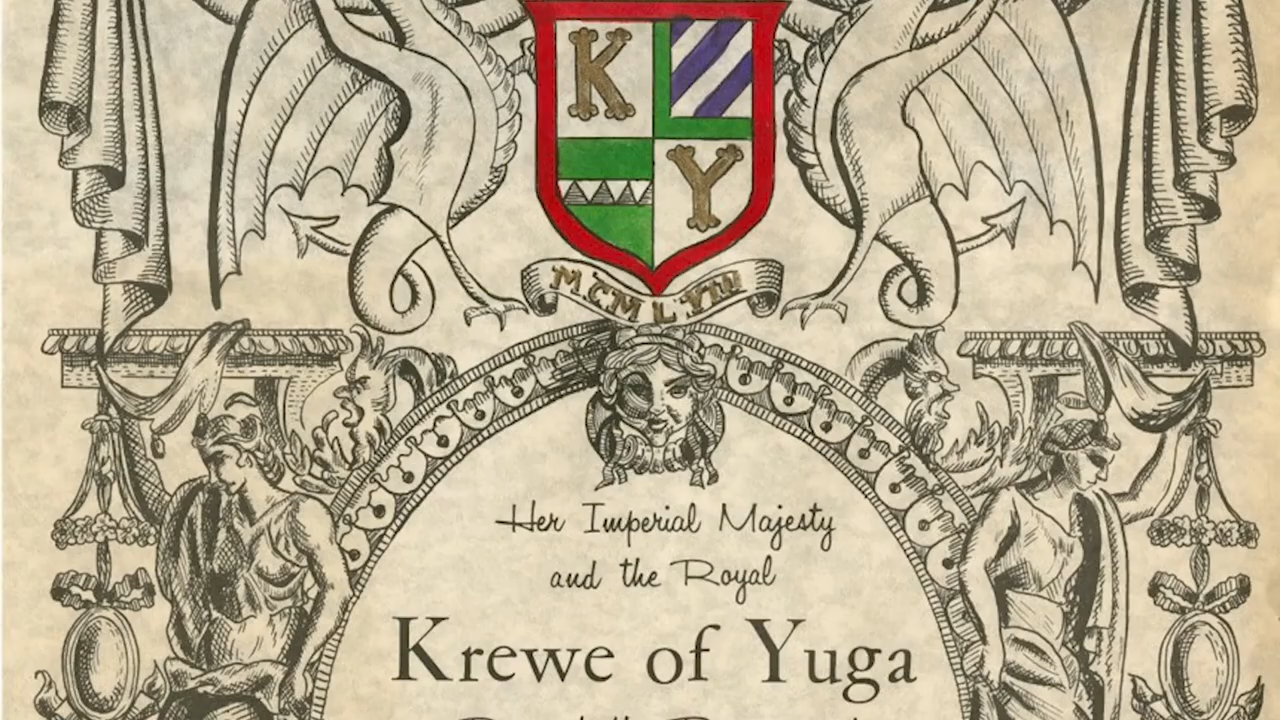 K
Y
MCMLVIII
Her Imperial Majesty
and the Royal
Krewe of Yuga